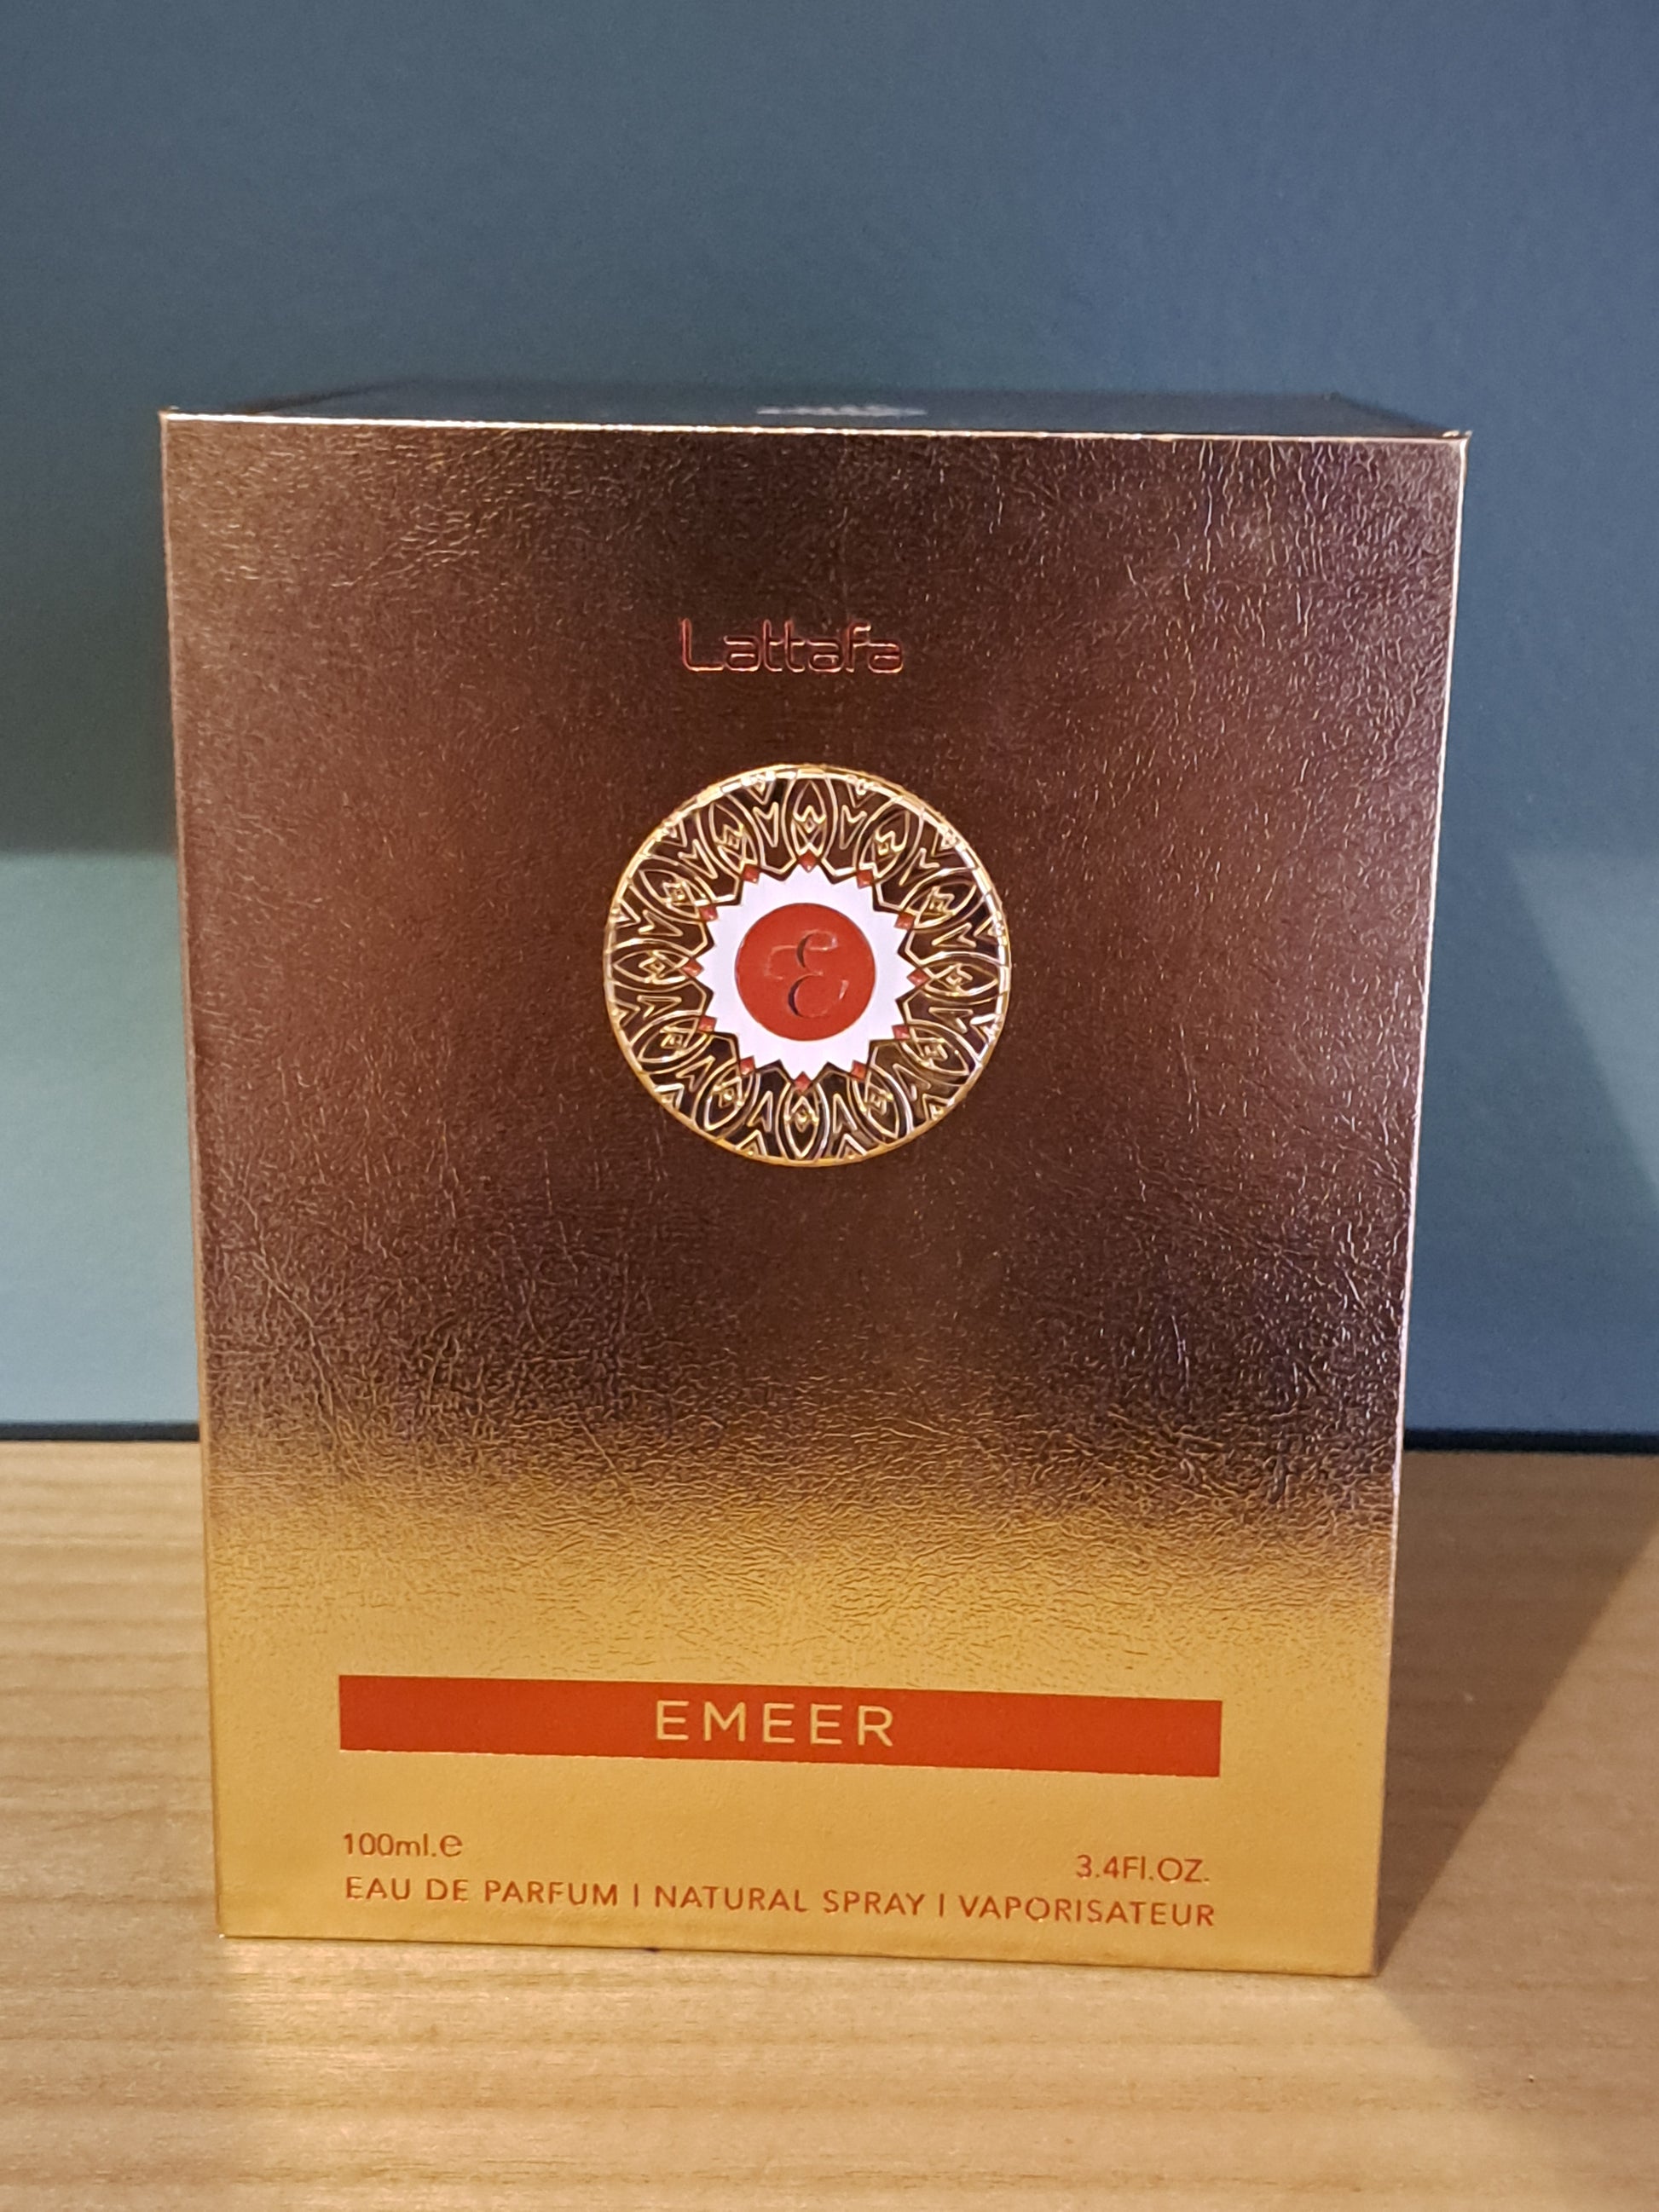 Lattafa
E
EMEER
100ml.e
3.4Fl.OZ.
EAU DE PARFUM | NATURAL SPRAY | VAPORISATEUR